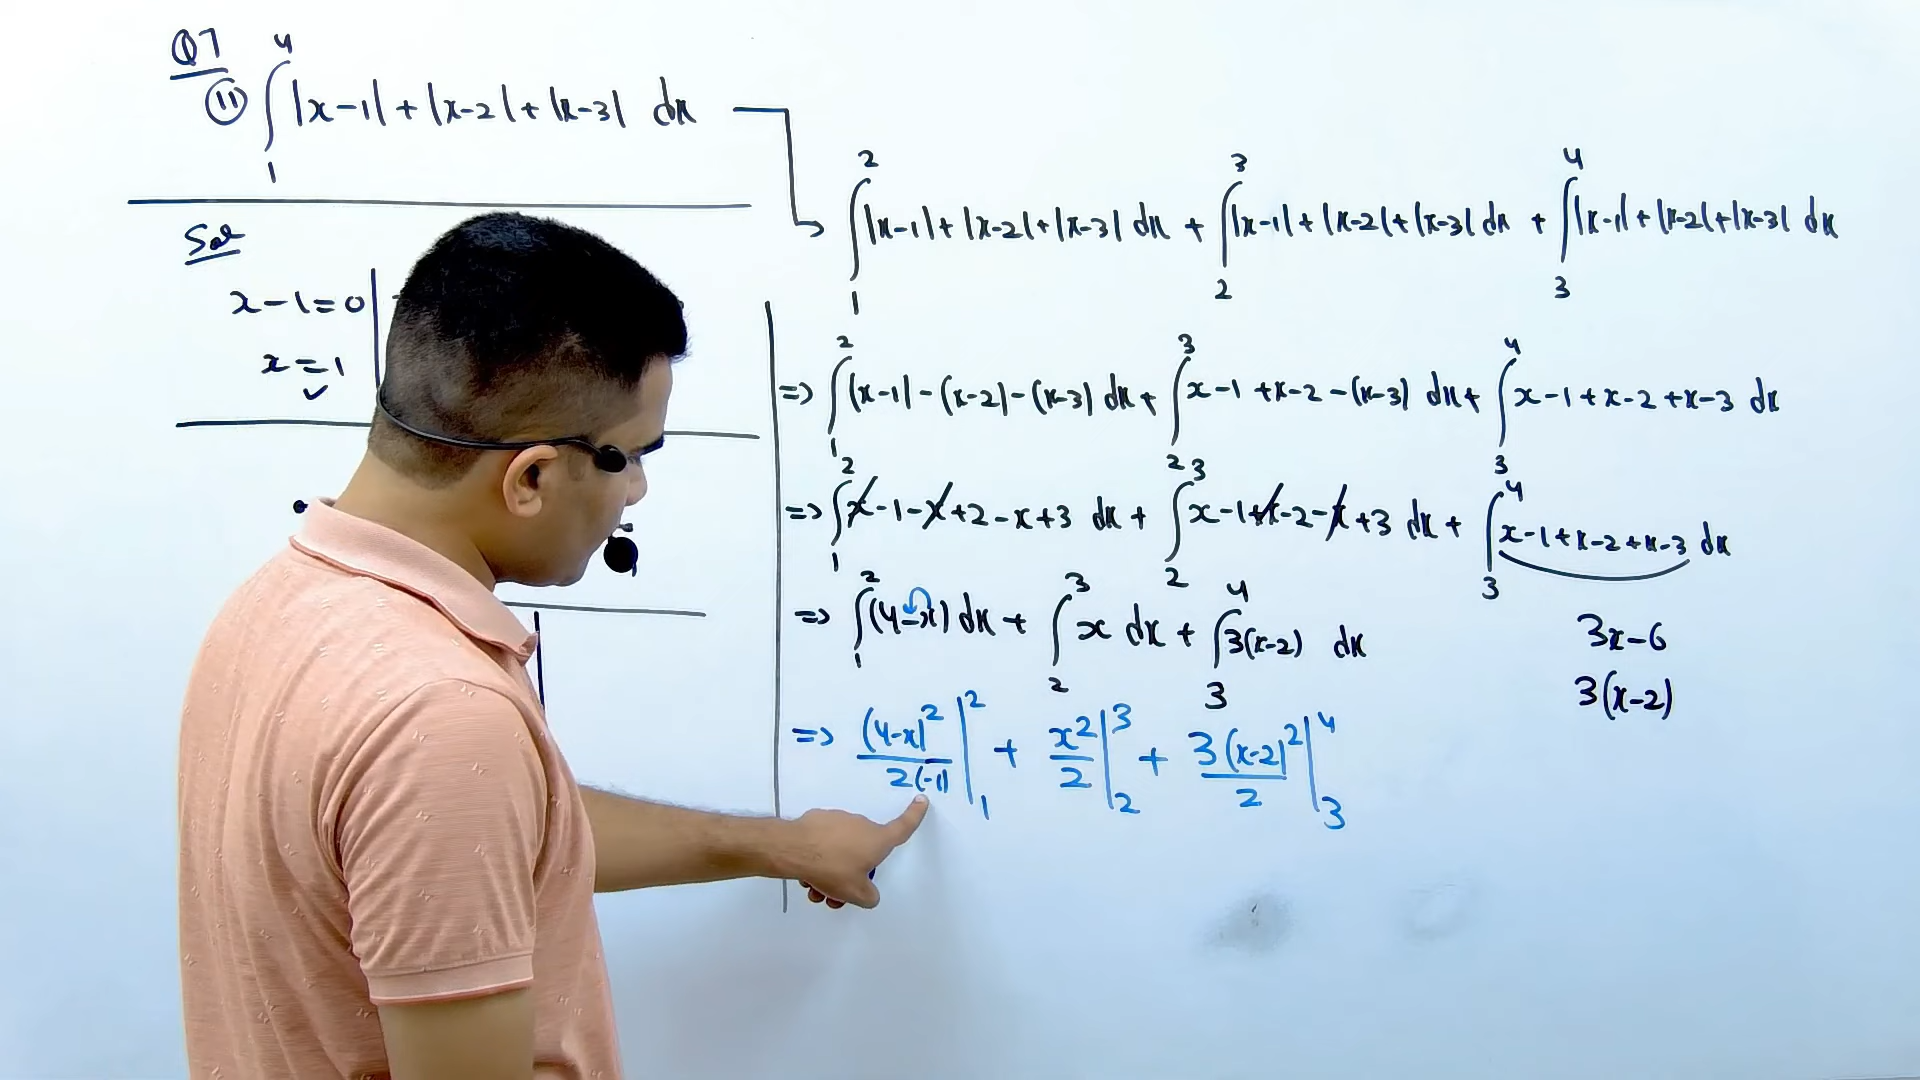 Q7
(11) ∫₁⁴ |x-1| + |x-2| + |x-3| dx
Sol
x-1=0
x=1
✓
∫₁² |x-1| + |x-2| + |x-3| dx + ∫₂³ |x-1| + |x-2| + |x-3| dx + ∫₃⁴ |x-1| + |x-2| + |x-3| dx
=> ∫₁² (x-1) - (x-2) - (x-3) dx + ∫₂³ x-1 + x-2 - (x-3) dx + ∫₃⁴ x-1 + x-2 + x-3 dx
=> ∫₁² x-1-x+2-x+3 dx + ∫₂³ x-1+x-2-x+3 dx + ∫₃⁴ x-1+x-2+x-3 dx
=> ∫₁² (4-x) dx + ∫₂³ x dx + ∫₃⁴ 3(x-2) dx
3x-6
3(x-2)
=> (4-x)²/2(-1) |₁² + x²/2 |₂³ + 3(x-2)²/2 |₃⁴